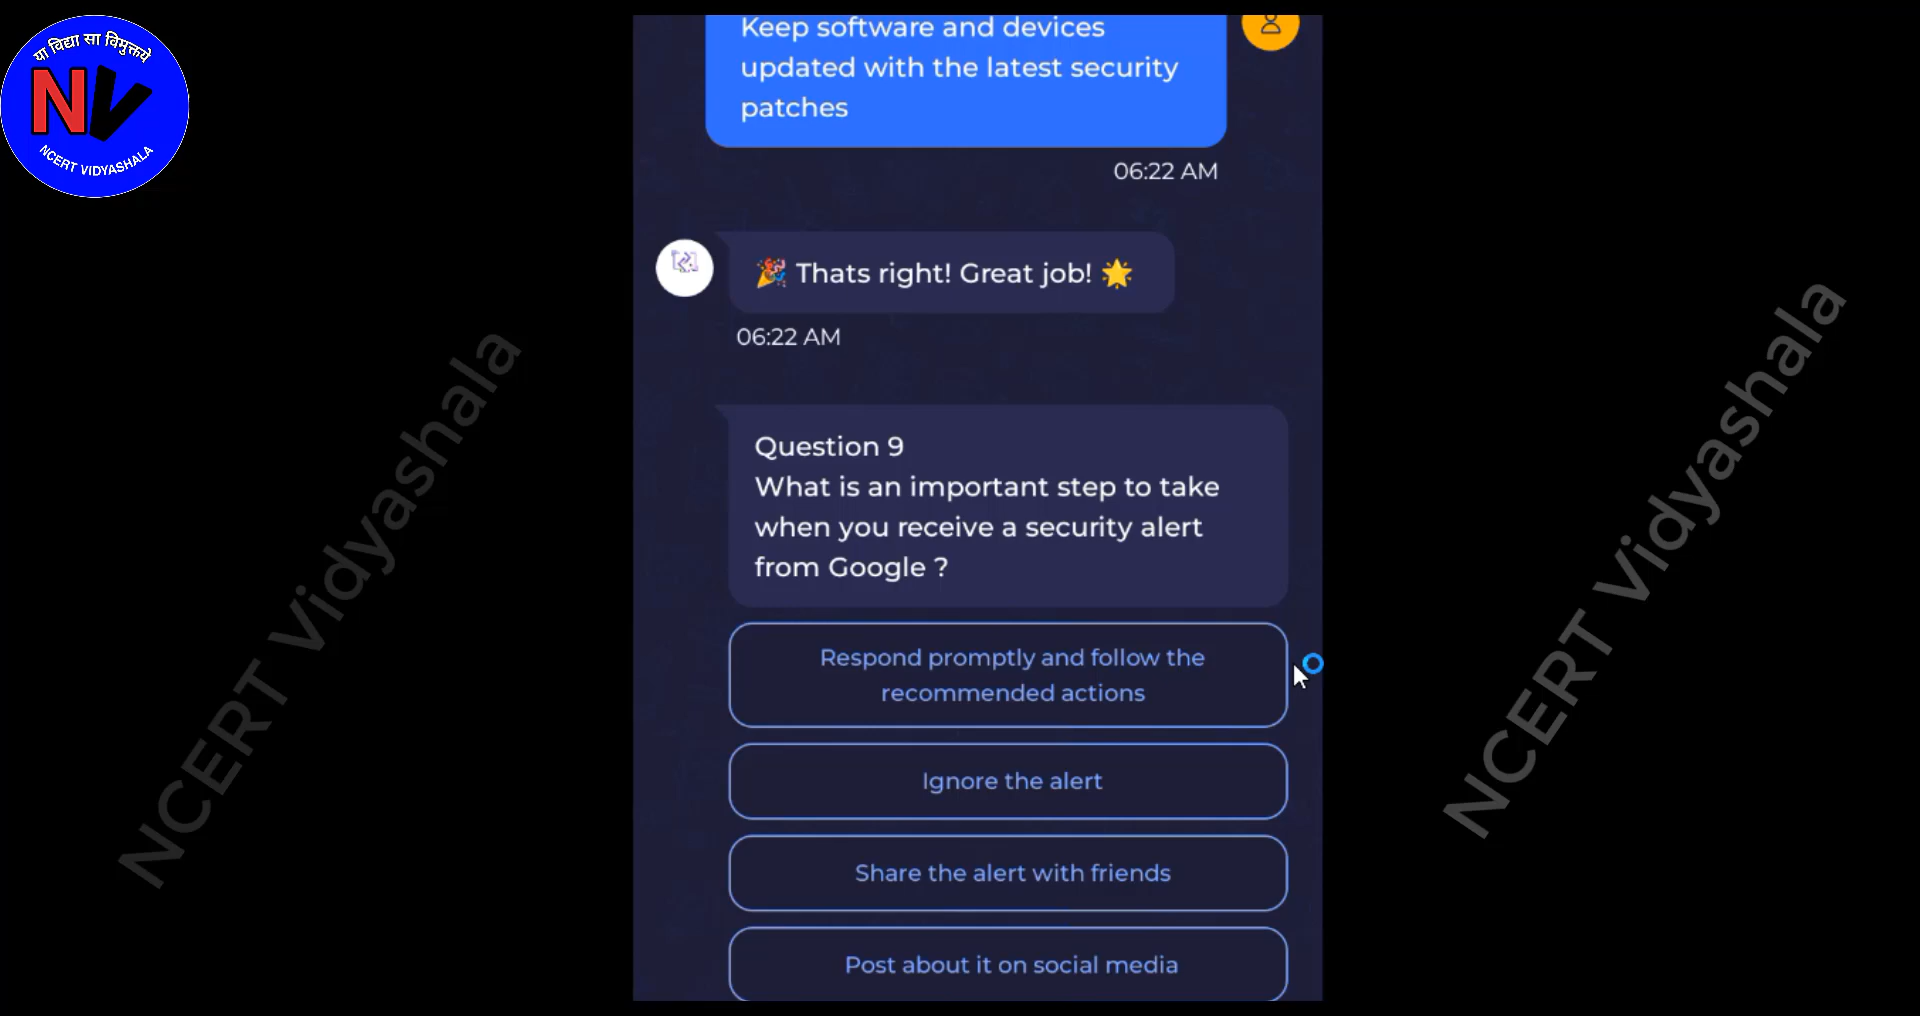 या विद्या सा विमुक्तये
NV
NCERT VIDYASHALA
Keep software and devices
updated with the latest security
patches
06:22 AM
🎉 Thats right! Great job! 🌟
06:22 AM
Question 9
What is an important step to take
when you receive a security alert
from Google ?
Respond promptly and follow the
recommended actions
Ignore the alert
Share the alert with friends
Post about it on social media
NCERT Vidyashala
NCERT Vidyashala